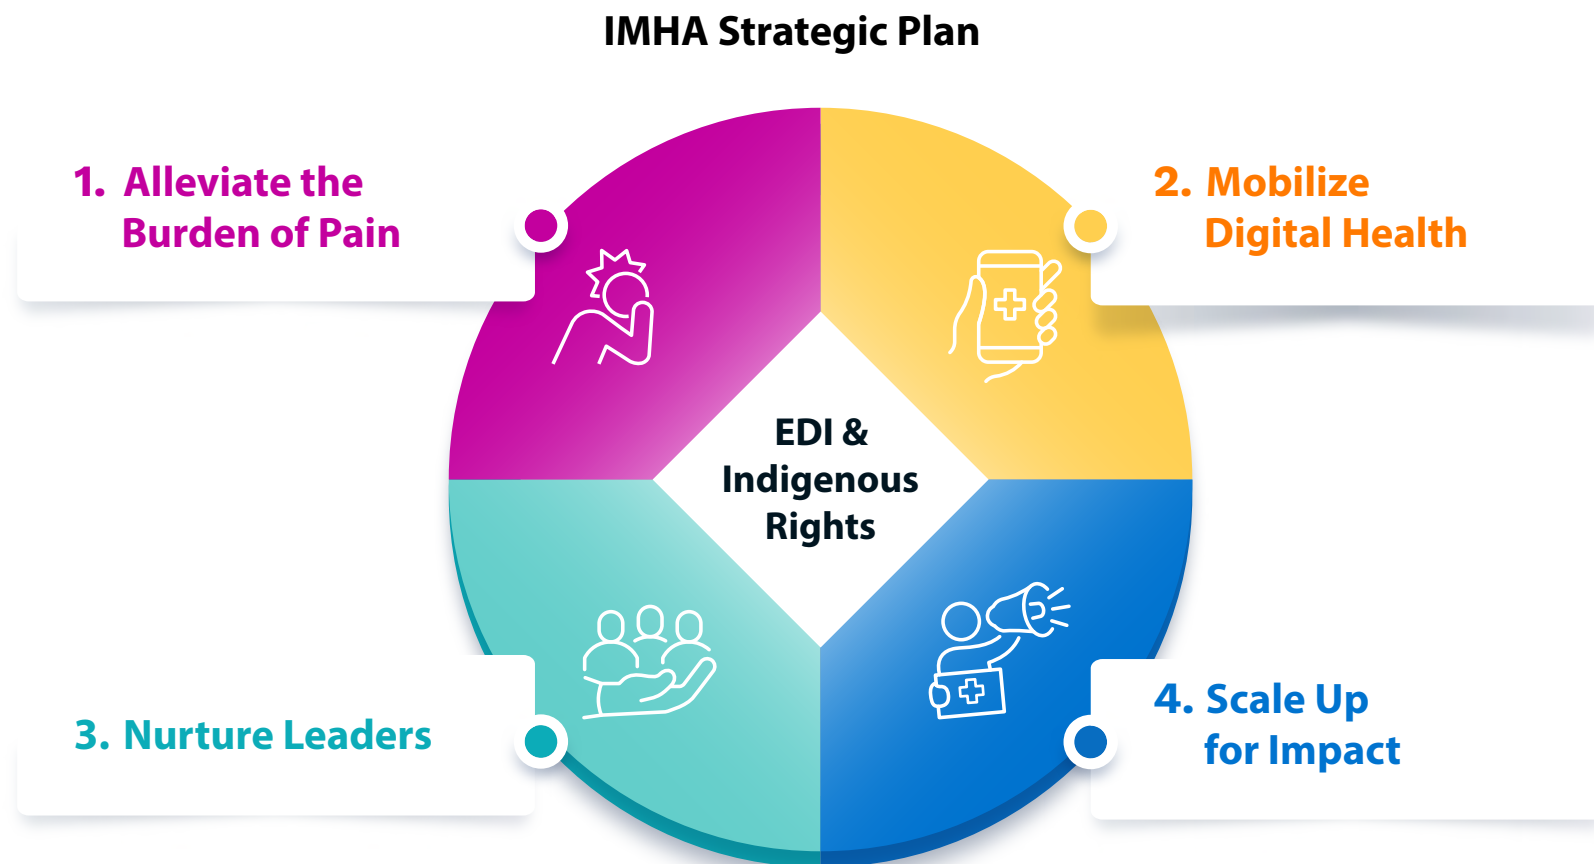 IMHA Strategic Plan
1. Alleviate the
Burden of Pain
2. Mobilize
Digital Health
EDI &
Indigenous
Rights
3. Nurture Leaders
4. Scale Up
for Impact